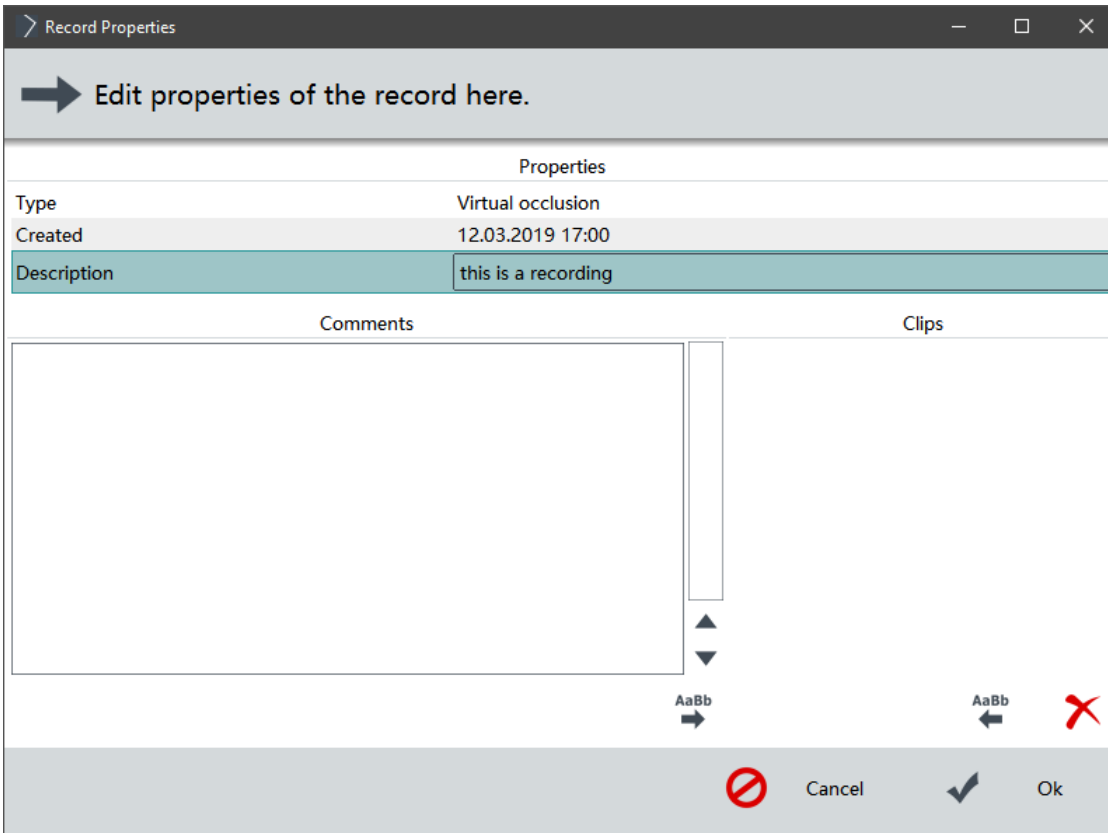 Record Properties
Edit properties of the record here.
Properties
Type Virtual occlusion
Created 12.03.2019 17:00
Description this is a recording
Comments Clips
AaBb AaBb
Cancel Ok